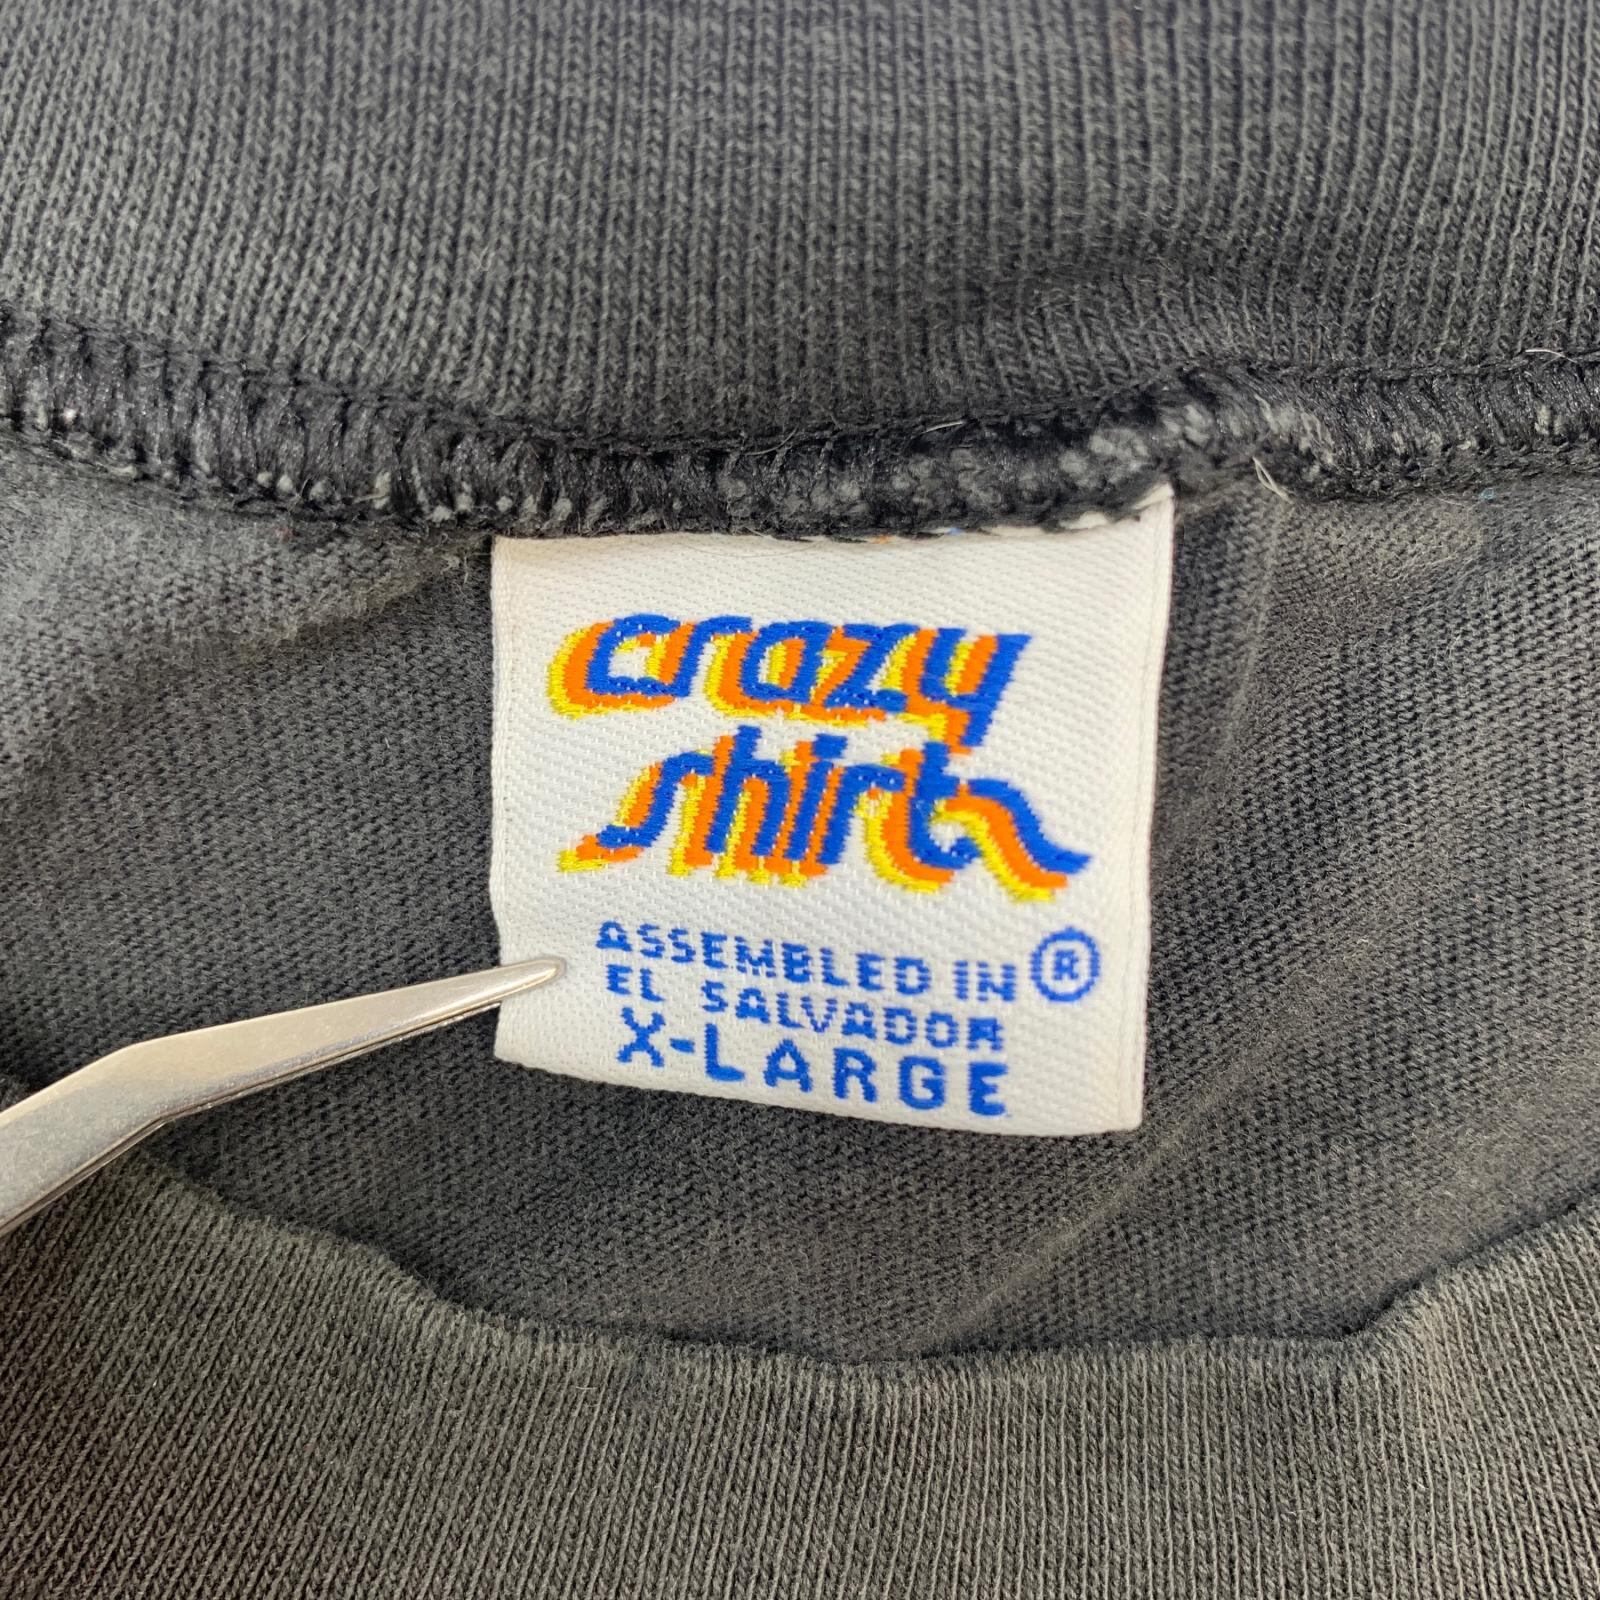 crazy
shirts
ASSEMBLED IN ®
EL SALVADOR
X-LARGE